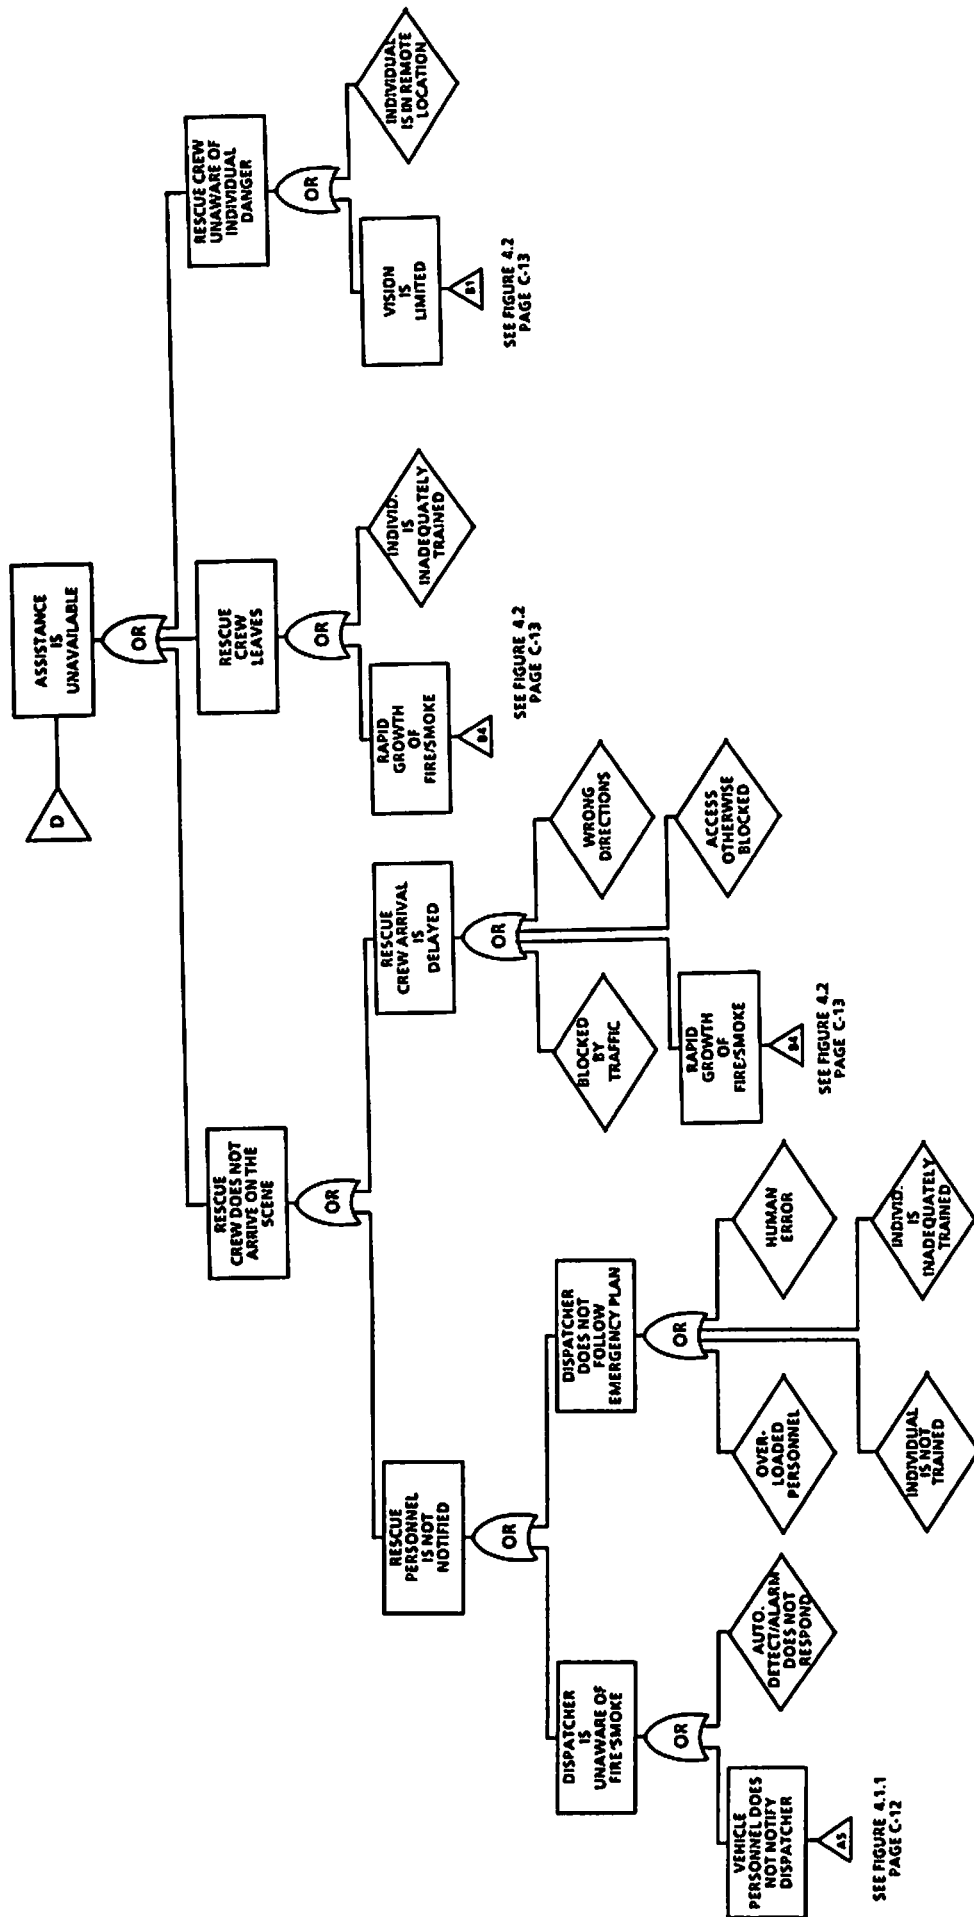 D
ASSISTANCE
IS
UNAVAILABLE
OR
RESCUE
CREW DOES NOT
ARRIVE ON THE
SCENE
OR
RESCUE
CREW
LEAVES
OR
RESCUE CREW
UNAWARE OF
INDIVIDUAL
DANGER
OR
RESCUE
PERSONNEL
IS NOT
NOTIFIED
OR
RESCUE
CREW ARRIVAL
IS
DELAYED
OR
RAPID
GROWTH
OF
FIRE/SMOKE
B4
SEE FIGURE 4.2
PAGE C-13
INDIVID.
IS
INADEQUATELY
TRAINED
VISION
IS
LIMITED
B1
SEE FIGURE 4.2
PAGE C-13
INDIVIDUAL
IS IN REMOTE
LOCATION
DISPATCHER
IS
UNAWARE OF
FIRE/SMOKE
OR
DISPATCHER
DOES NOT
FOLLOW
EMERGENCY PLAN
OR
BLOCKED
BY
TRAFFIC
WRONG
DIRECTIONS
RAPID
GROWTH
OF
FIRE/SMOKE
B4
SEE FIGURE 4.2
PAGE C-13
ACCESS
OTHERWISE
BLOCKED
VEHICLE
PERSONNEL DOES
NOT NOTIFY
DISPATCHER
A5
SEE FIGURE 4.1.1
PAGE C-12
AUTO.
DETECT/ALARM
DOES NOT
RESPOND
OVER-
LOADED
PERSONNEL
HUMAN
ERROR
INDIVIDUAL
IS NOT
TRAINED
INDIVID.
IS
INADEQUATELY
TRAINED